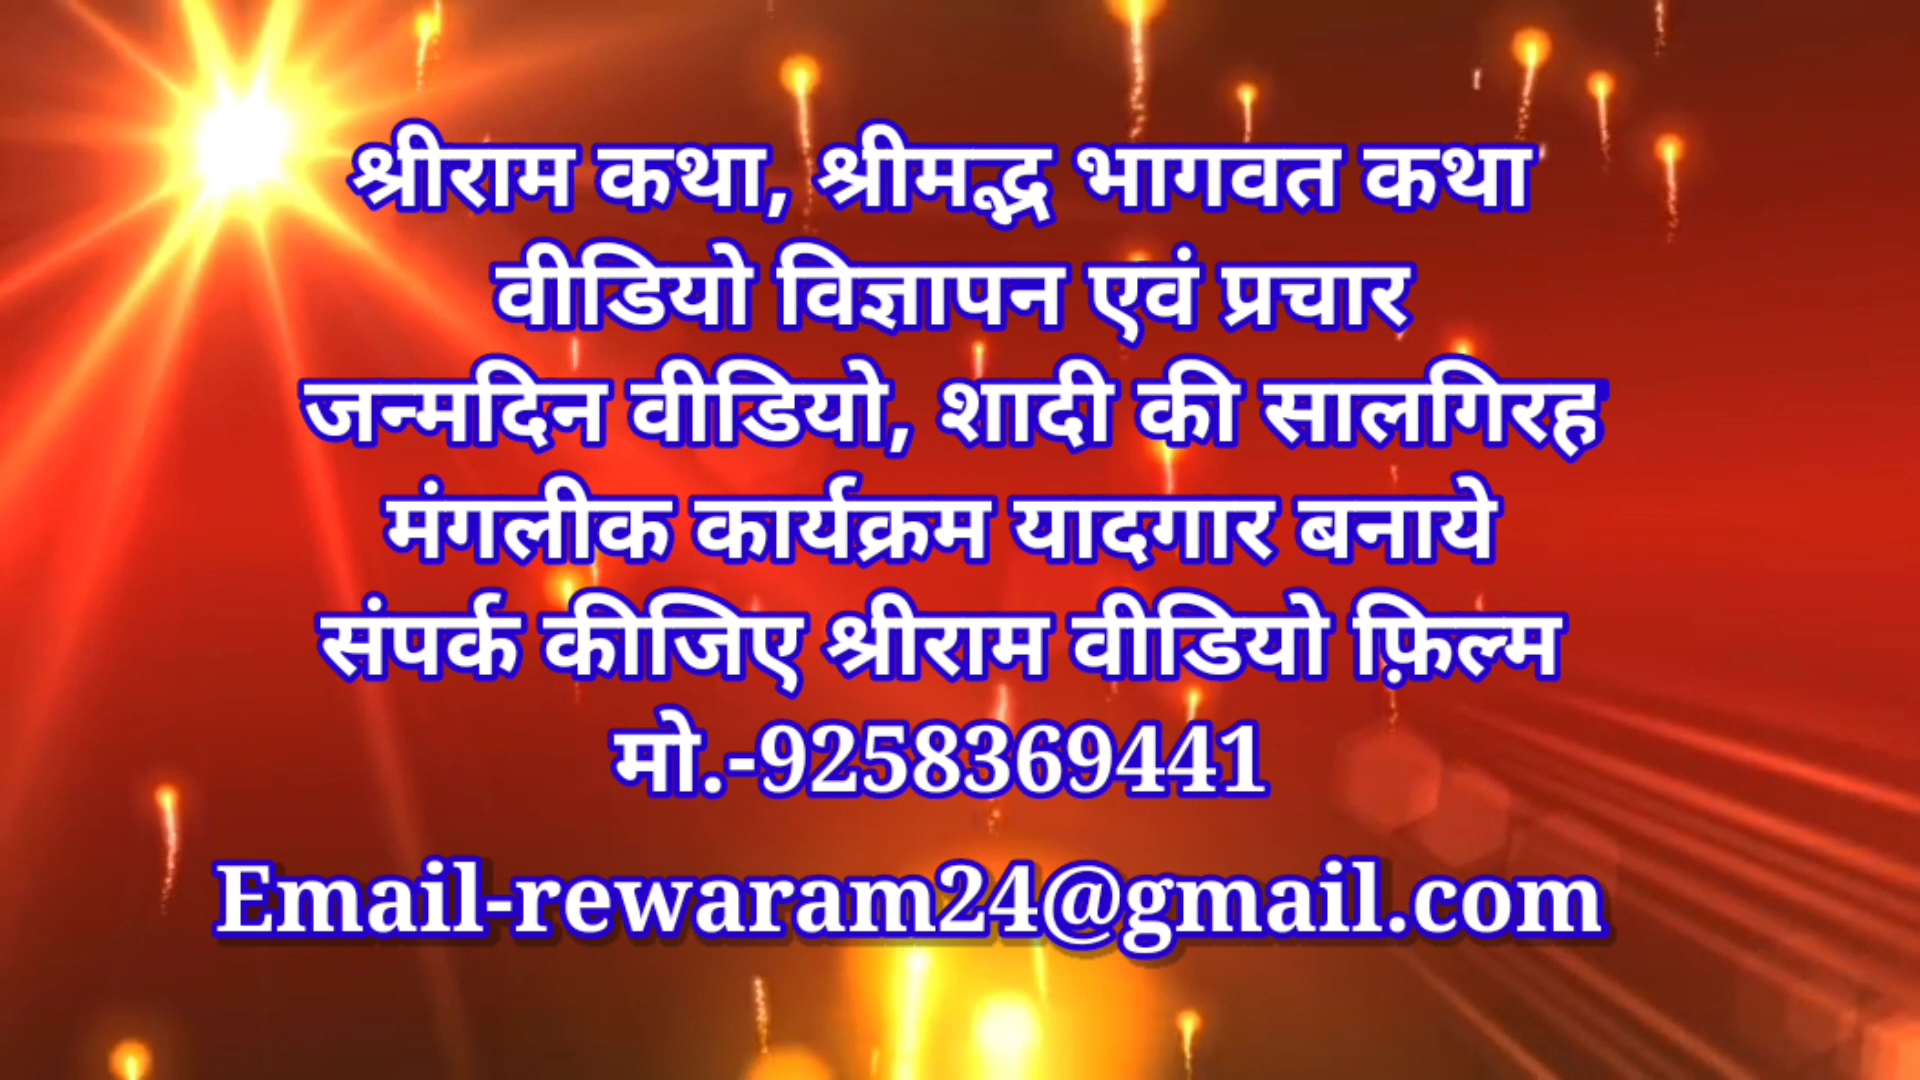 श्रीराम कथा, श्रीमद्भ भागवत कथा
वीडियो विज्ञापन एवं प्रचार
जन्मदिन वीडियो, शादी की सालगिरह
मंगलीक कार्यक्रम यादगार बनाये
संपर्क कीजिए श्रीराम वीडियो फ़िल्म
मो.-9258369441
Email-rewaram24@gmail.com